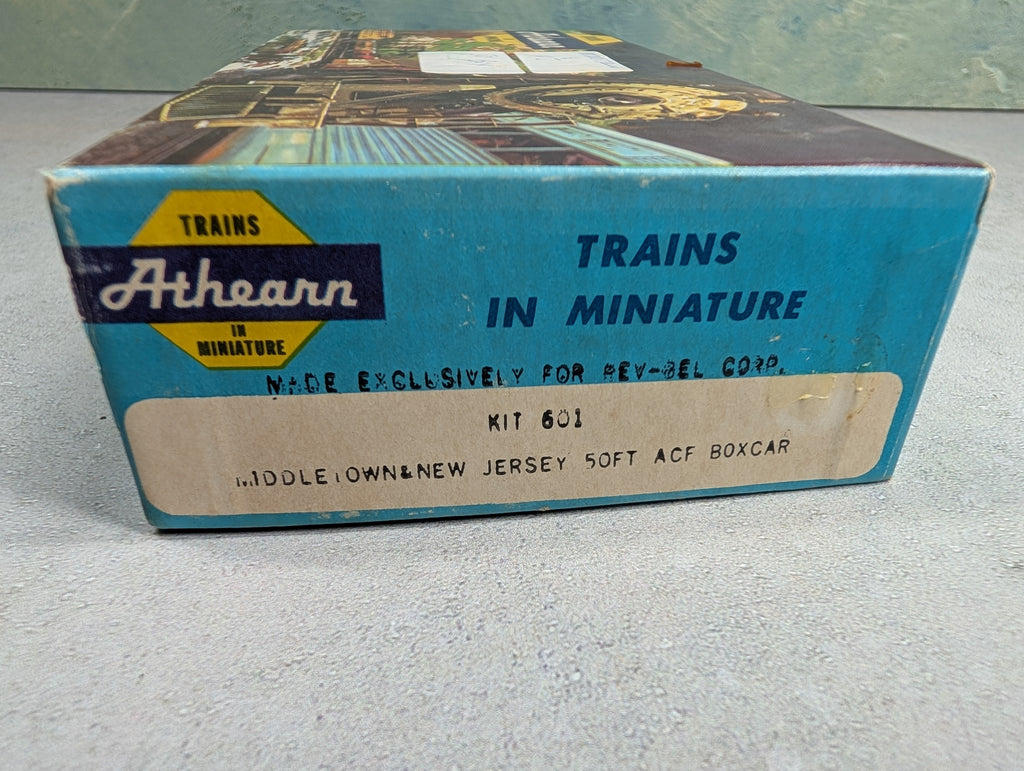 TRAINS
Athearn
IN
MINIATURE
TRAINS
IN MINIATURE
MADE EXCLUSIVELY FOR REV-BEL CORP.
KIT 601
MIDDLETOWN&NEW JERSEY 50FT ACF BOXCAR